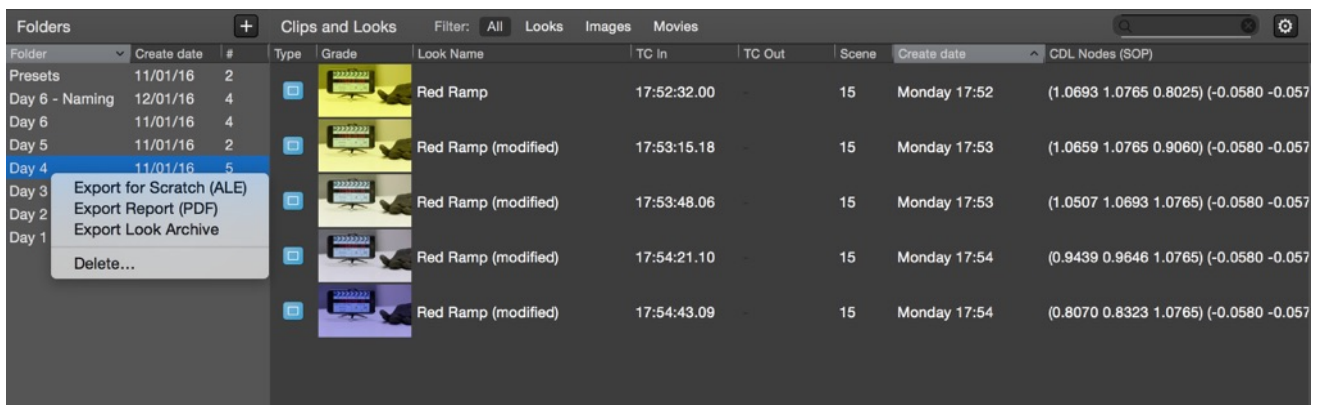 Folders + Clips and Looks Filter: All Looks Images Movies
Folder Create date # Type Grade Look Name TC In TC Out Scene Create date CDL Nodes (SOP)
Presets 11/01/16 2
Day 6 - Naming 12/01/16 4
Day 6 11/01/16 4
Day 5 11/01/16 2
Day 4 11/01/16 5
Day 3
Day 2
Day 1
Export for Scratch (ALE)
Export Report (PDF)
Export Look Archive
Delete...
Red Ramp 17:52:32.00 - 15 Monday 17:52 (1.0693 1.0765 0.8025) (-0.0580 -0.057
Red Ramp (modified) 17:53:15.18 - 15 Monday 17:53 (1.0659 1.0765 0.9060) (-0.0580 -0.057
Red Ramp (modified) 17:53:48.06 - 15 Monday 17:53 (1.0507 1.0693 1.0765) (-0.0580 -0.057
Red Ramp (modified) 17:54:21.10 - 15 Monday 17:54 (0.9439 0.9646 1.0765) (-0.0580 -0.057
Red Ramp (modified) 17:54:43.09 - 15 Monday 17:54 (0.8070 0.8323 1.0765) (-0.0580 -0.057